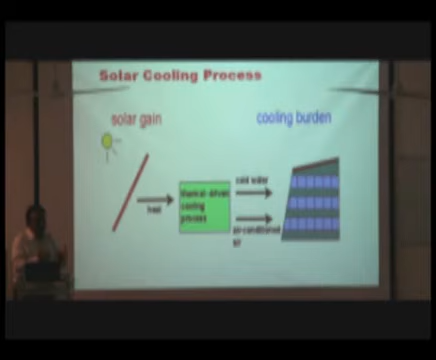 Solar Cooling Process
solar gain
cooling burden
heat
thermal-driven
cooling
process
cold water
air-conditioned
air